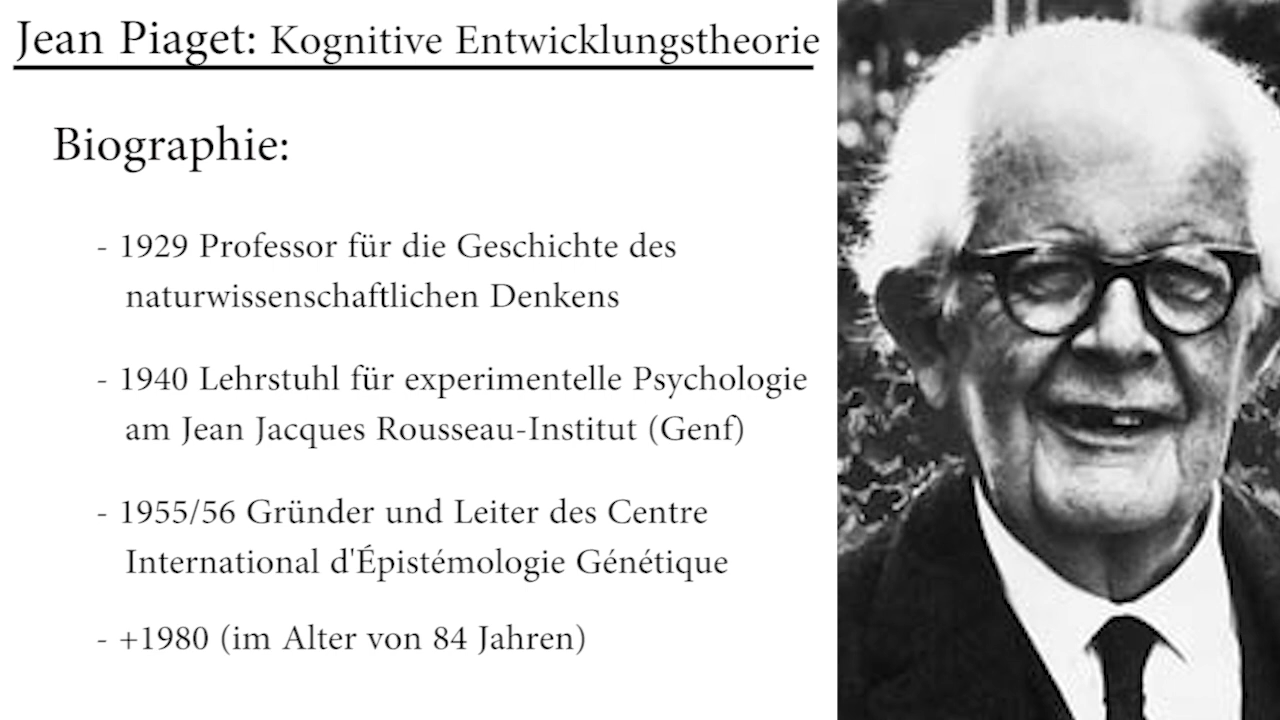 Jean Piaget: Kognitive Entwicklungstheorie
Biographie:
- 1929 Professor für die Geschichte des
naturwissenschaftlichen Denkens
- 1940 Lehrstuhl für experimentelle Psychologie
am Jean Jacques Rousseau-Institut (Genf)
- 1955/56 Gründer und Leiter des Centre
International d'Épistémologie Génétique
- +1980 (im Alter von 84 Jahren)